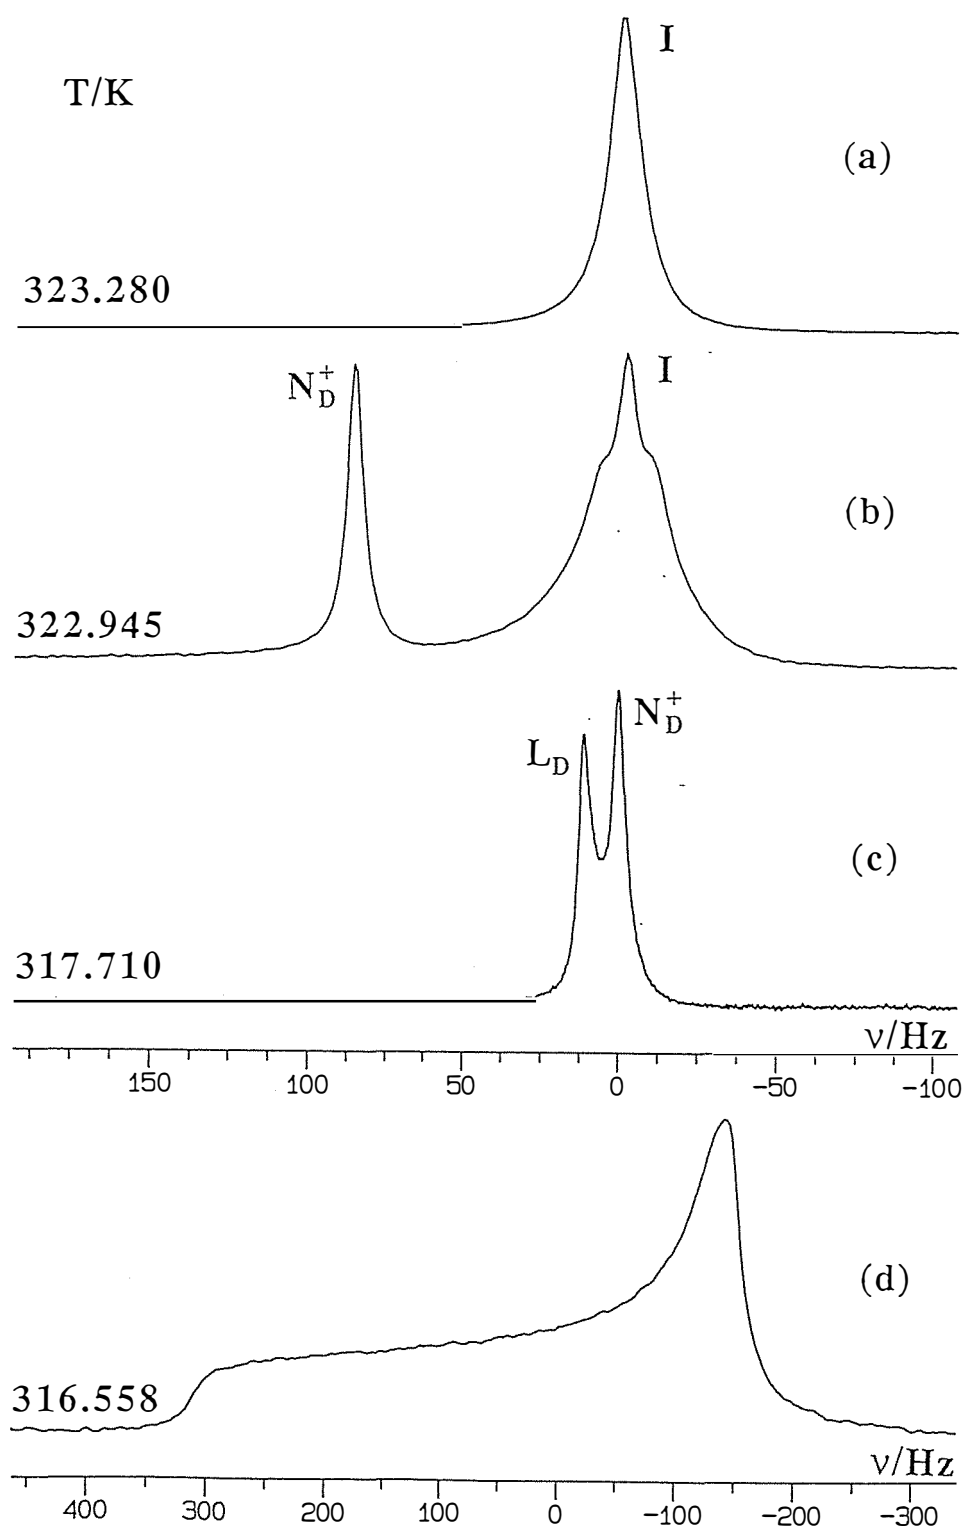 I
T/K
(a)
323.280
N_D^+
I
(b)
322.945
N_D^+
L_D
(c)
317.710
ν/Hz
150 100 50 0 -50 -100
(d)
316.558
ν/Hz
400 300 200 100 0 -100 -200 -300